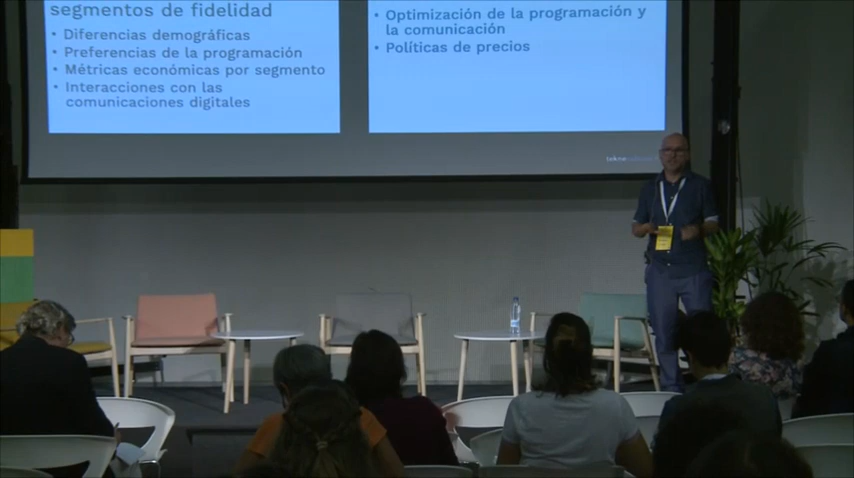 segmentos de fidelidad
• Diferencias demográficas
• Preferencias de la programación
• Métricas económicas por segmento
• Interacciones con las
comunicaciones digitales
• Optimización de la programación y
la comunicación
• Políticas de precios